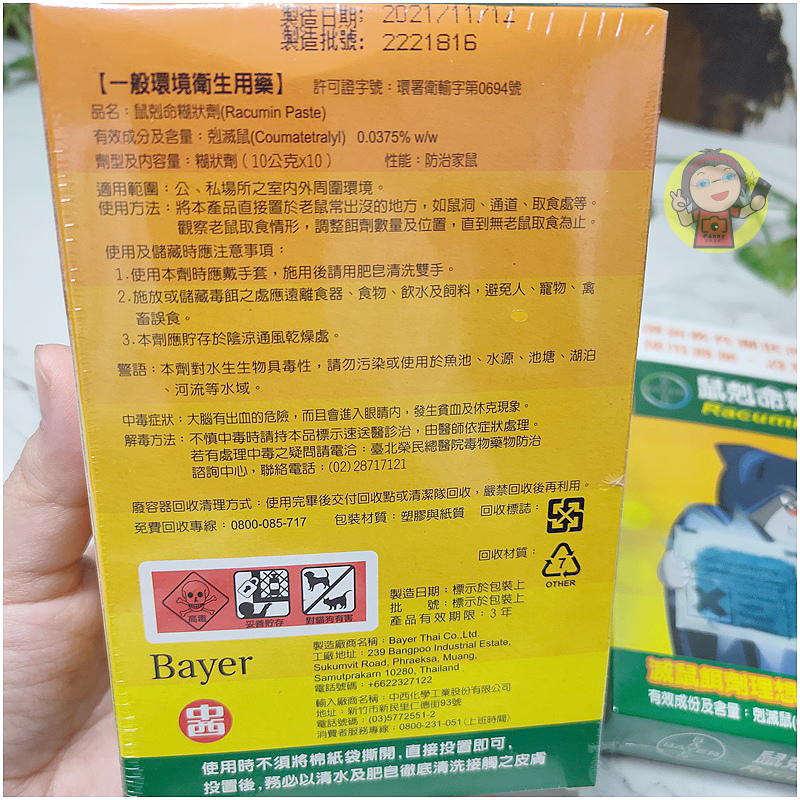 製造日期: 2021/11/12
製造批號: 2221816
【一般環境衛生用藥】 許可證字號：環署衛輸字第0694號
品名：鼠剋命糊狀劑(Racumin Paste)
有效成分及含量：剋滅鼠(Coumatetralyl) 0.0375% w/w
劑型及內容量：糊狀劑（10公克x10） 性能：防治家鼠
適用範圍：公、私場所之室內外周圍環境。
使用方法：將本產品直接置於老鼠常出沒的地方，如鼠洞、通道、取食處等。
觀察老鼠取食情形，調整餌劑數量及位置，直到無老鼠取食為止。
使用及儲藏時應注意事項：
1.使用本劑時應戴手套，施用後請用肥皂清洗雙手。
2.施放或儲藏毒餌之處應遠離食器、食物、飲水及飼料，避免人、寵物、禽
畜誤食。
3.本劑應貯存於陰涼通風乾燥處。
警語：本劑對水生生物具毒性，請勿污染或使用於魚池、水源、池塘、湖泊
、河流等水域。
中毒症狀：大腦有出血的危險，而且會進入眼睛內，發生貧血及休克現象。
解毒方法：不慎中毒時請持本品標示速送醫診治，由醫師依症狀處理。
若有處理中毒之疑問請電洽：臺北榮民總醫院毒物藥物防治
諮詢中心，聯絡電話：(02) 28717121
廢容器回收清理方式：使用完畢後交付回收點或清潔隊回收，嚴禁回收後再利用。
免費回收專線：0800-085-717 包裝材質：塑膠與紙質 回收標誌：
回收材質：
7
OTHER
高毒 妥善貯存 對貓狗有害
製造日期：標示於包裝上
批 號：標示於包裝上
產品有效期限：3 年
Bayer
中西
製造廠商名稱：Bayer Thai Co.,Ltd.
工廠地址：239 Bangpoo Industrial Estate,
Sukumvit Road, Phraeksa, Muang,
Samutprakarn 10280, Thailand
電話號碼：+6622327122
輸入廠商名稱：中西化學工業股份有限公司
地址：新竹市新民里仁德街93號
電話號碼：(03)5772551-2
消費者服務專線：0800-231-051 (上班時間)
使用時不須將棉紙袋撕開，直接投置即可，
投置後，務必以清水及肥皂徹底清洗接觸之皮膚
鼠剋命糊
Racumi
滅鼠餌劑理想
有效成份及含量：剋滅鼠(
BAYER